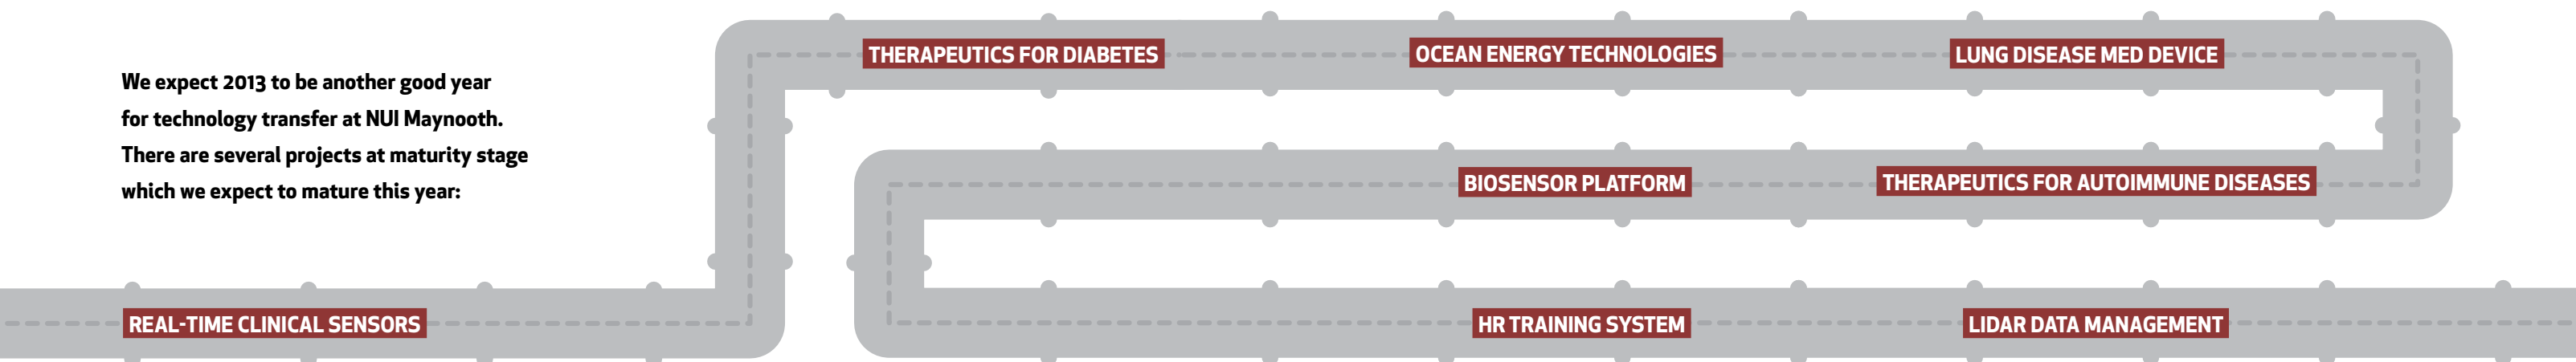 We expect 2013 to be another good year
for technology transfer at NUI Maynooth.
There are several projects at maturity stage
which we expect to mature this year:
REAL-TIME CLINICAL SENSORS
THERAPEUTICS FOR DIABETES
OCEAN ENERGY TECHNOLOGIES
LUNG DISEASE MED DEVICE
THERAPEUTICS FOR AUTOIMMUNE DISEASES
BIOSENSOR PLATFORM
HR TRAINING SYSTEM
LIDAR DATA MANAGEMENT